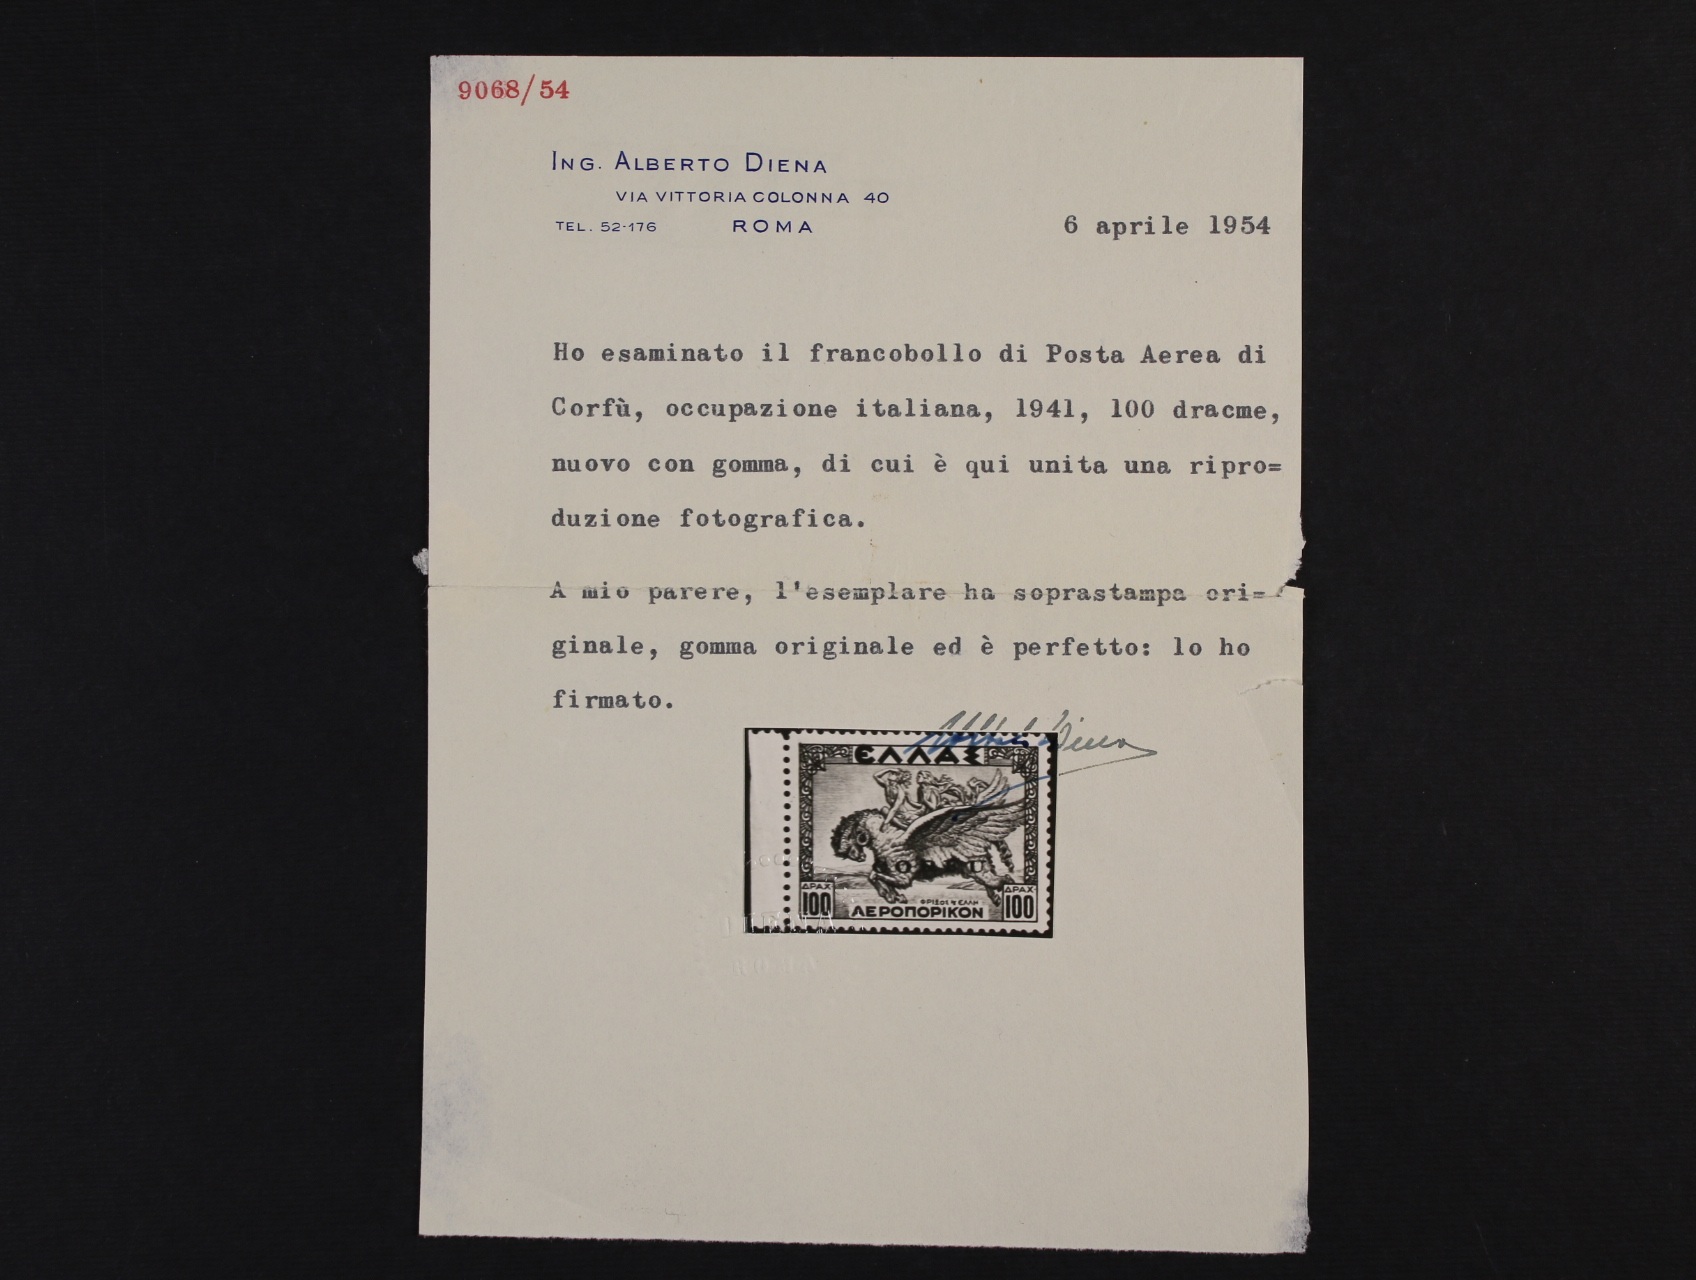 9068/54
ING. ALBERTO DIENA
VIA VITTORIA COLONNA 40
TEL. 52-176 ROMA
6 aprile 1954
Ho esaminato il francobollo di Posta Aerea di
Corfù, occupazione italiana, 1941, 100 dracme,
nuovo con gomma, di cui è qui unita una ripro=
duzione fotografica.
A mio parere, l'esemplare ha soprastampa ori=
ginale, gomma originale ed è perfetto: lo ho
firmato.
Diena
ΕΛΛΑΣ
ΔΡΑΧ ΔΡΑΧ
100 100
ΑΕΡΟΠΟΡΙΚΟΝ
DIENA